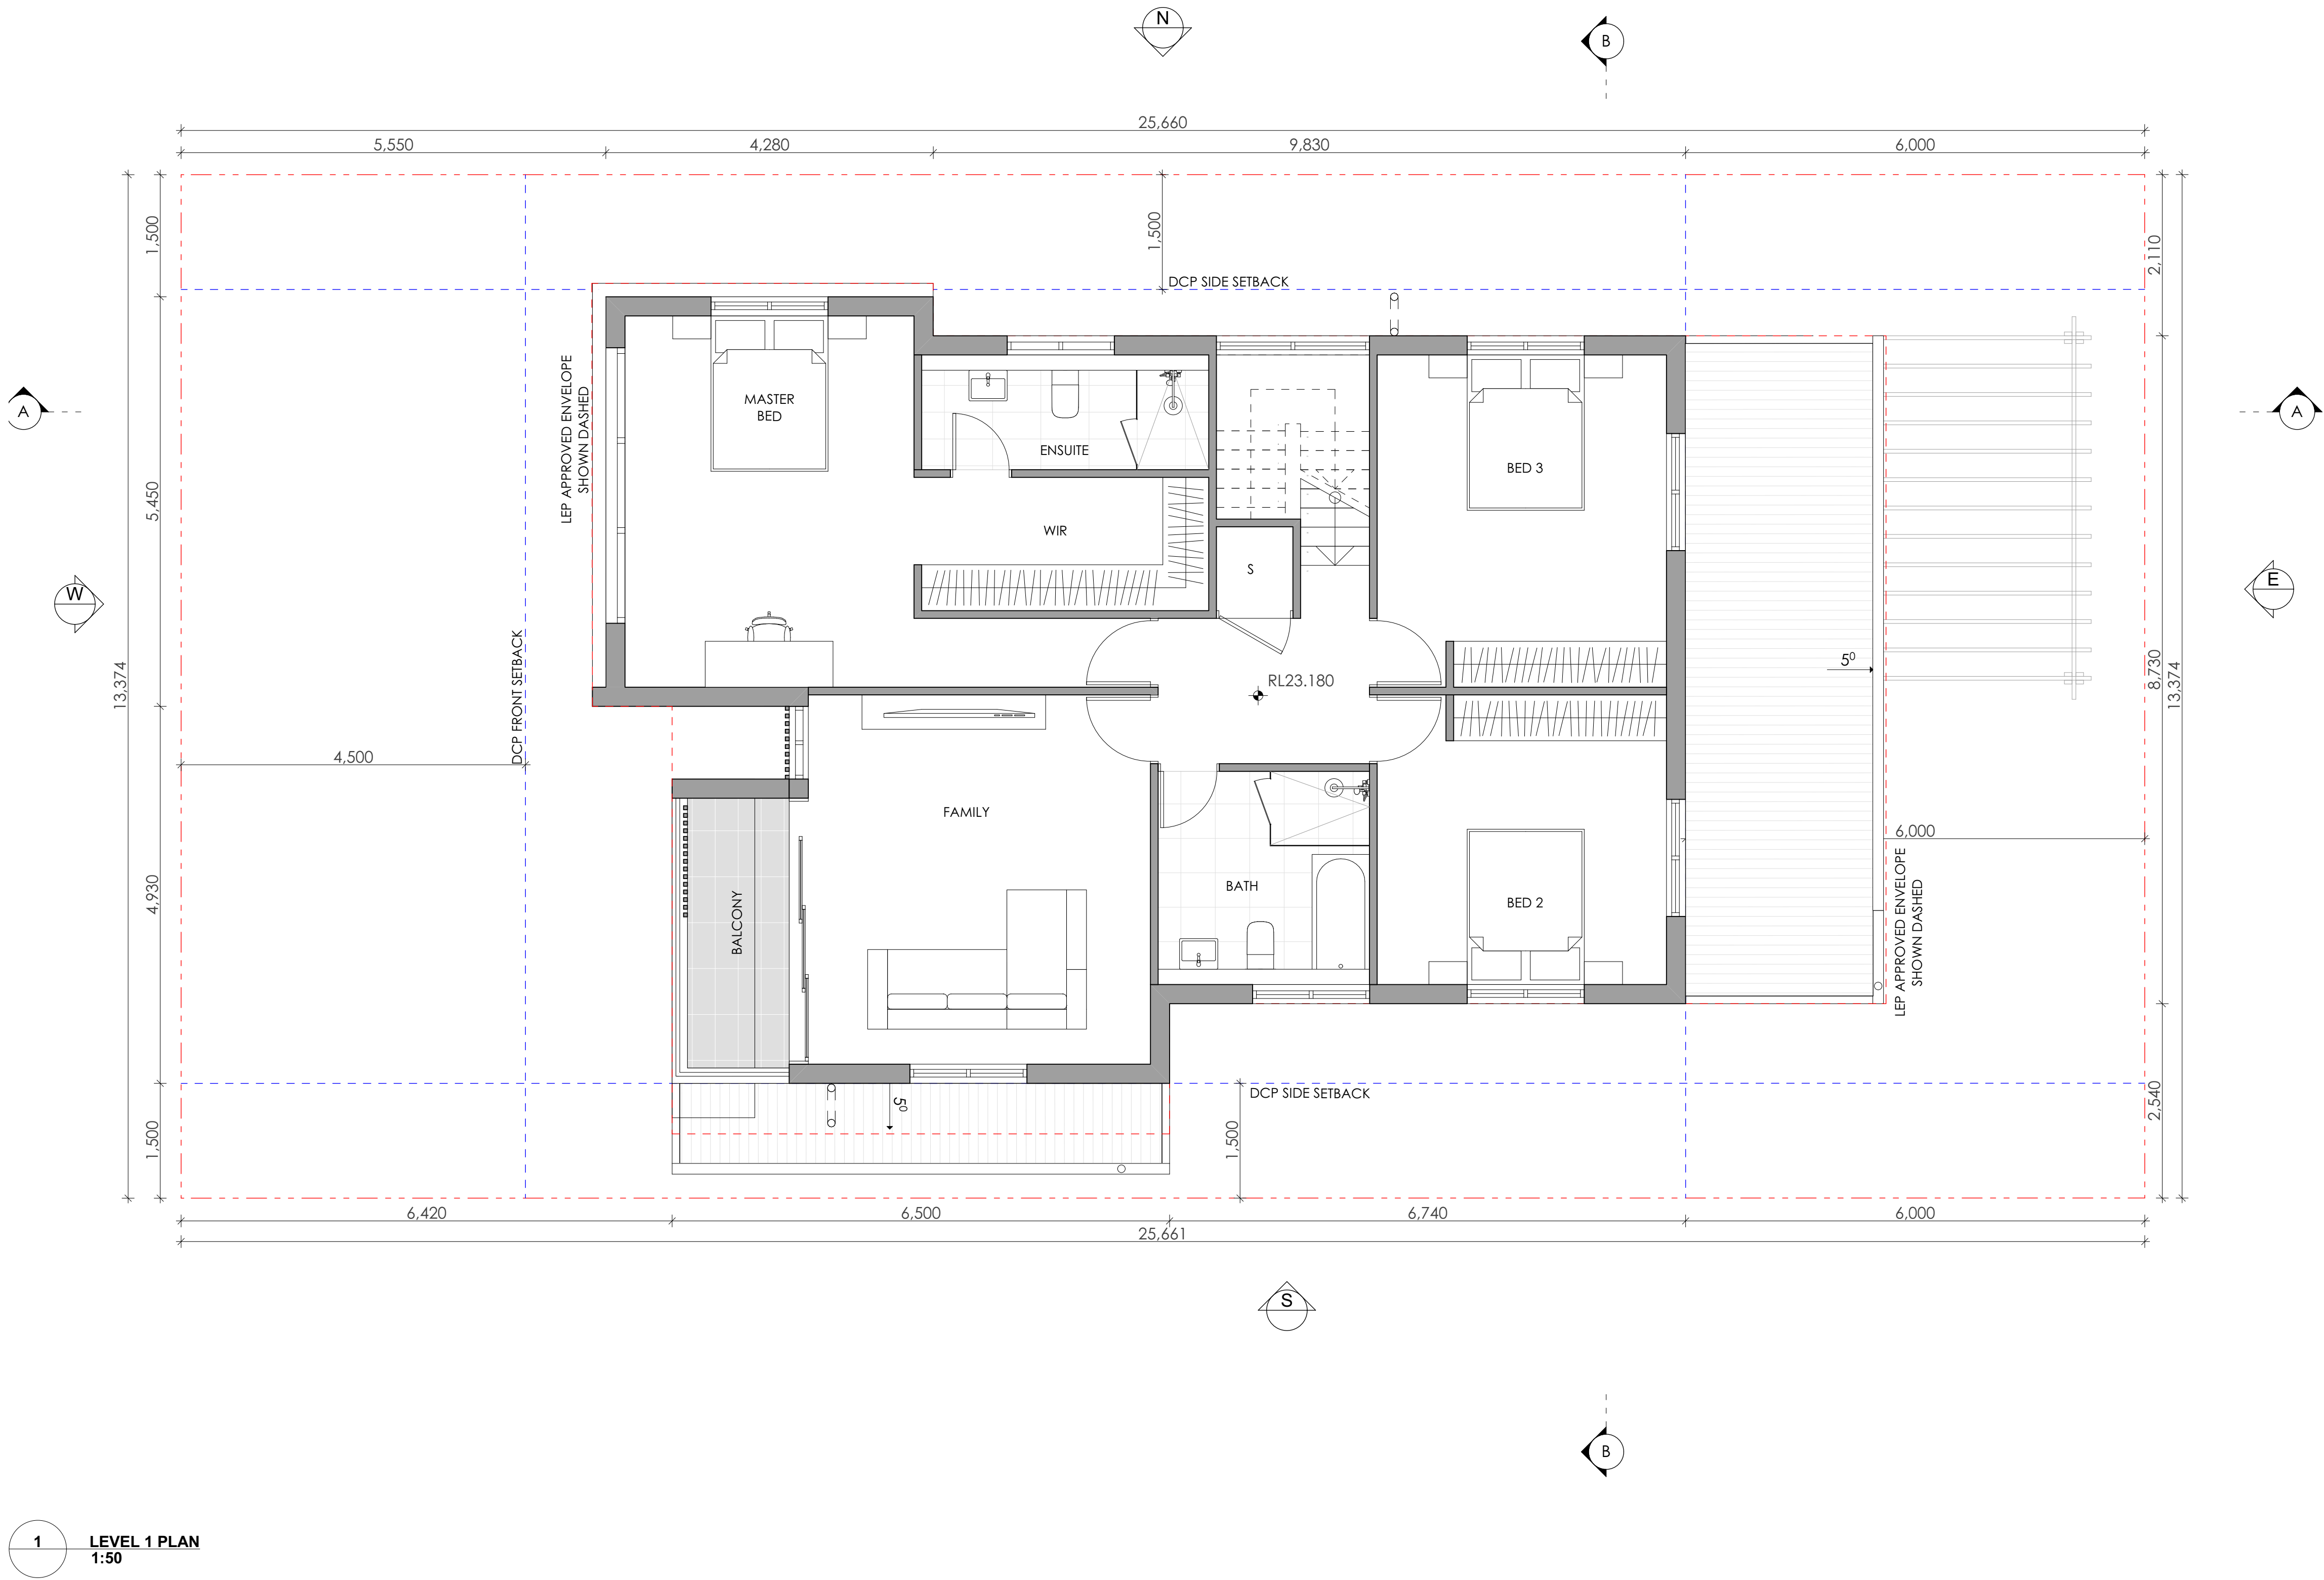 N
B
25,660
5,550
4,280
9,830
6,000
1,500
1,500
2,110
DCP SIDE SETBACK
LEP APPROVED ENVELOPE
SHOWN DASHED
MASTER
BED
A
A
ENSUITE
BED 3
5,450
WIR
S
W
E
DCP FRONT SETBACK
13,374
RL23.180
5⁰
8,730
13,374
4,500
FAMILY
6,000
4,930
BALCONY
BATH
BED 2
LEP APPROVED ENVELOPE
SHOWN DASHED
DCP SIDE SETBACK
5⁰
1,500
1,500
2,540
6,420
6,500
6,740
6,000
25,661
S
B
1
LEVEL 1 PLAN
1:50